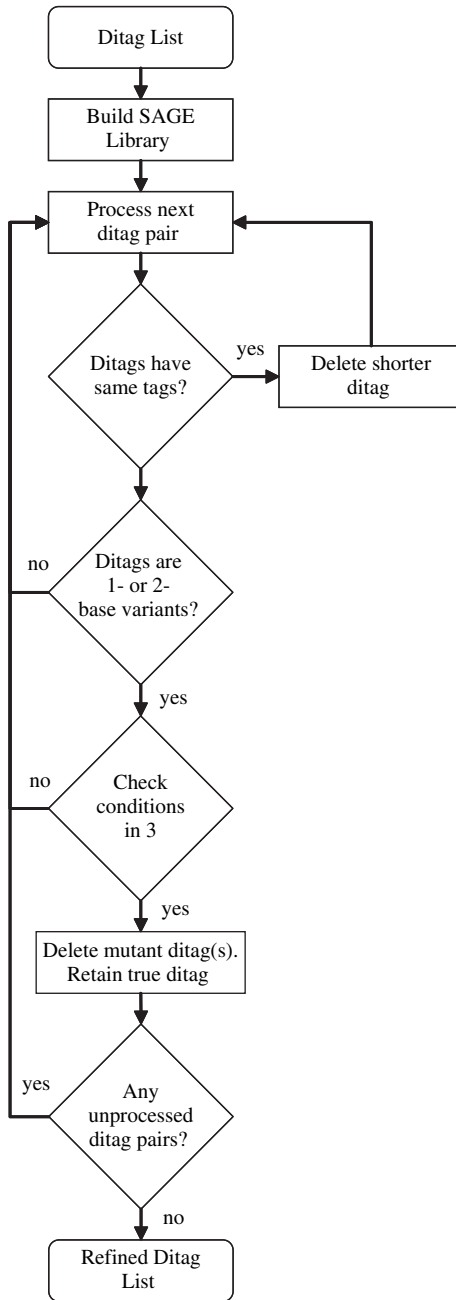 Ditag List
Build SAGE
Library
Process next
ditag pair
Ditags have
same tags?
yes
Delete shorter
ditag
Ditags are
1- or 2-
base variants?
no
yes
Check
conditions
in 3
no
yes
Delete mutant ditag(s).
Retain true ditag
Any
unprocessed
ditag pairs?
yes
no
Refined Ditag
List